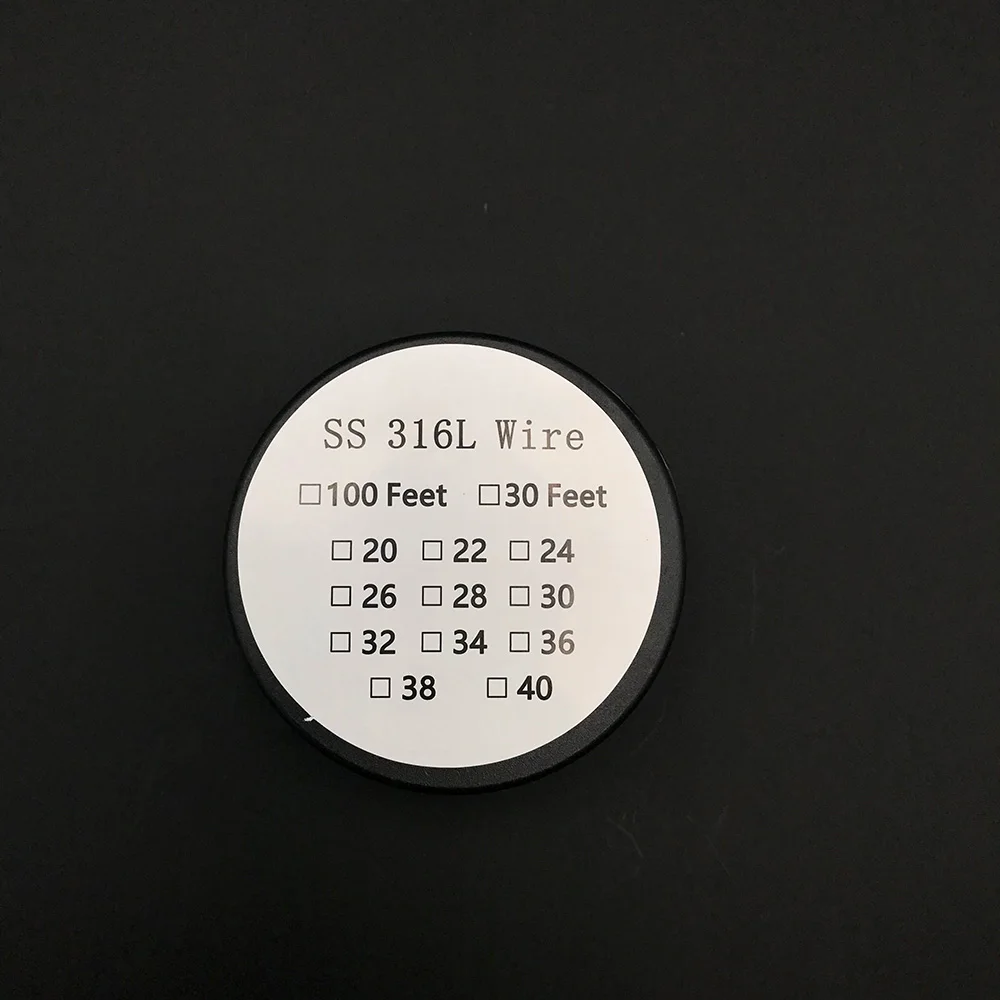 SS 316L Wire
□100 Feet □30 Feet
□ 20 □ 22 □ 24
□ 26 □ 28 □ 30
□ 32 □ 34 □ 36
□ 38 □ 40